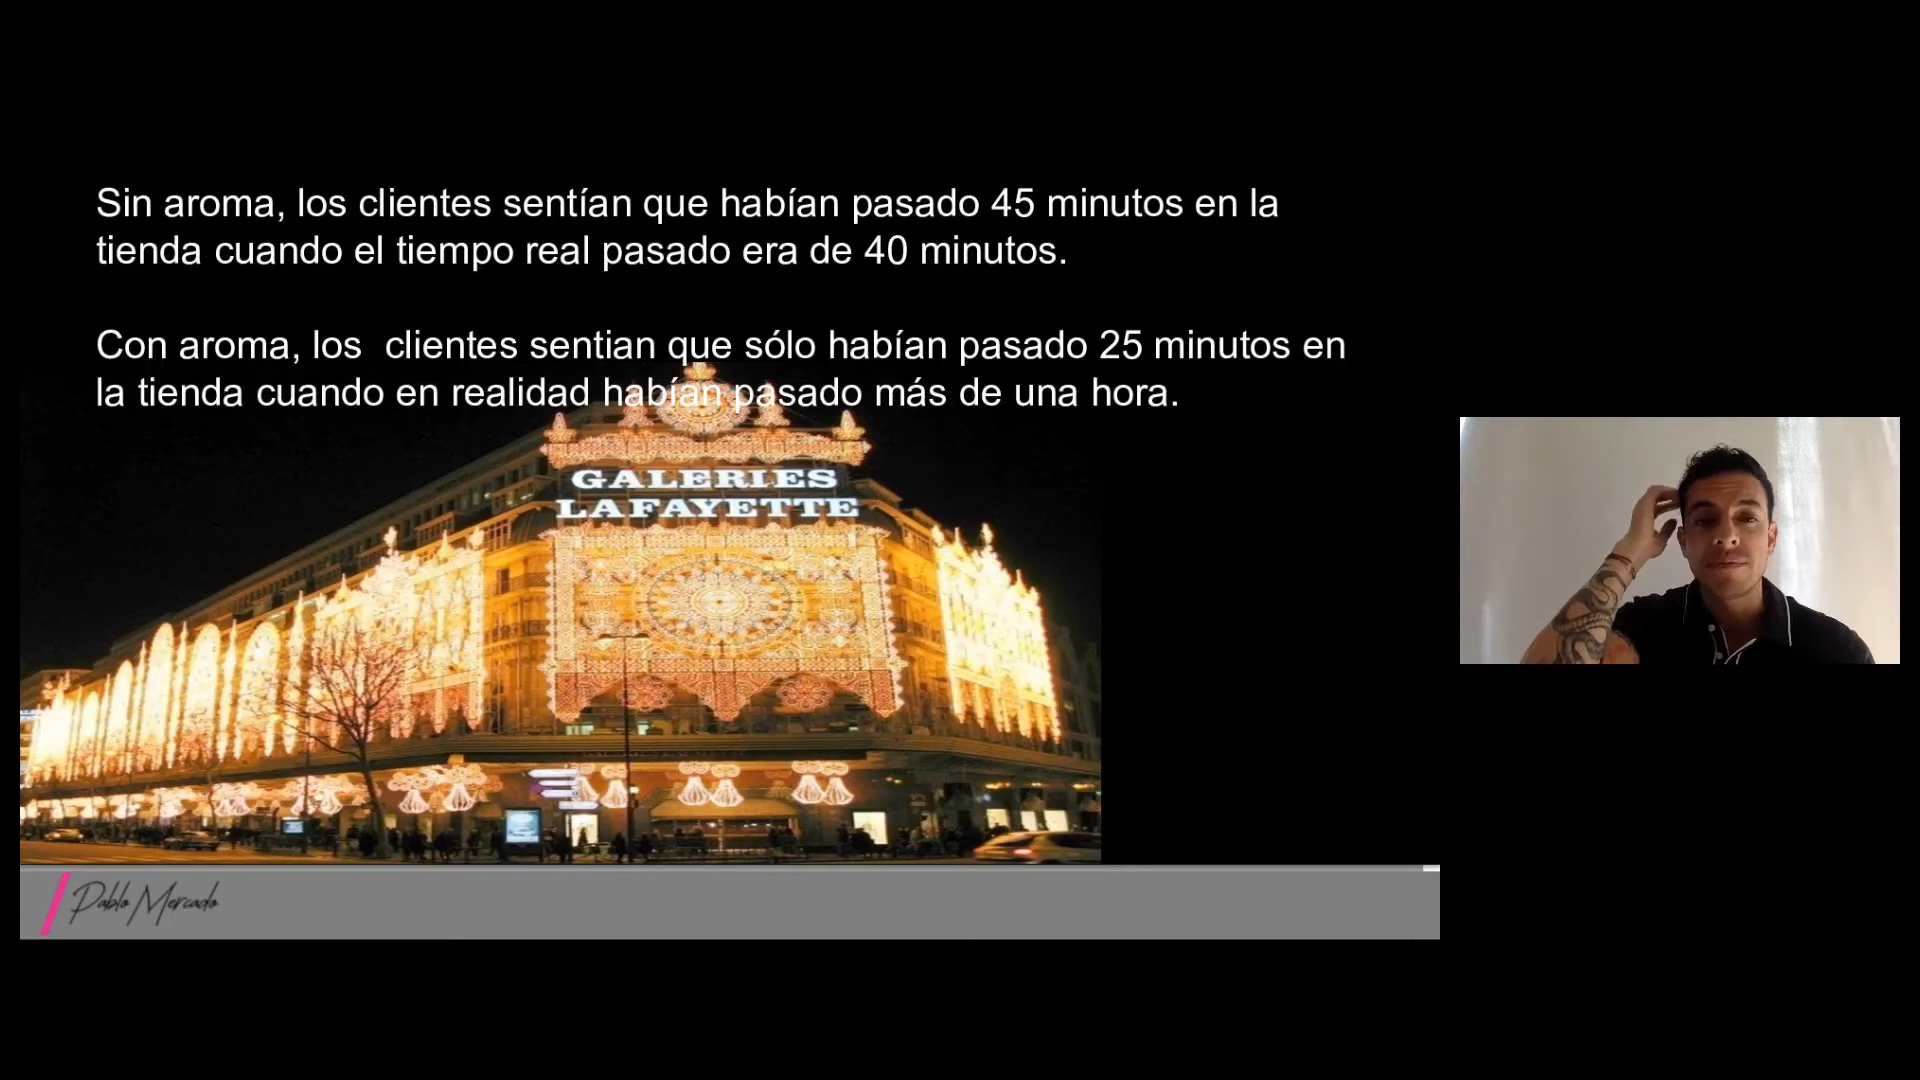 Sin aroma, los clientes sentían que habían pasado 45 minutos en la
tienda cuando el tiempo real pasado era de 40 minutos.
Con aroma, los  clientes sentian que sólo habían pasado 25 minutos en
la tienda cuando en realidad habían pasado más de una hora.
GALERIES
LAFAYETTE
Pablo Mercado